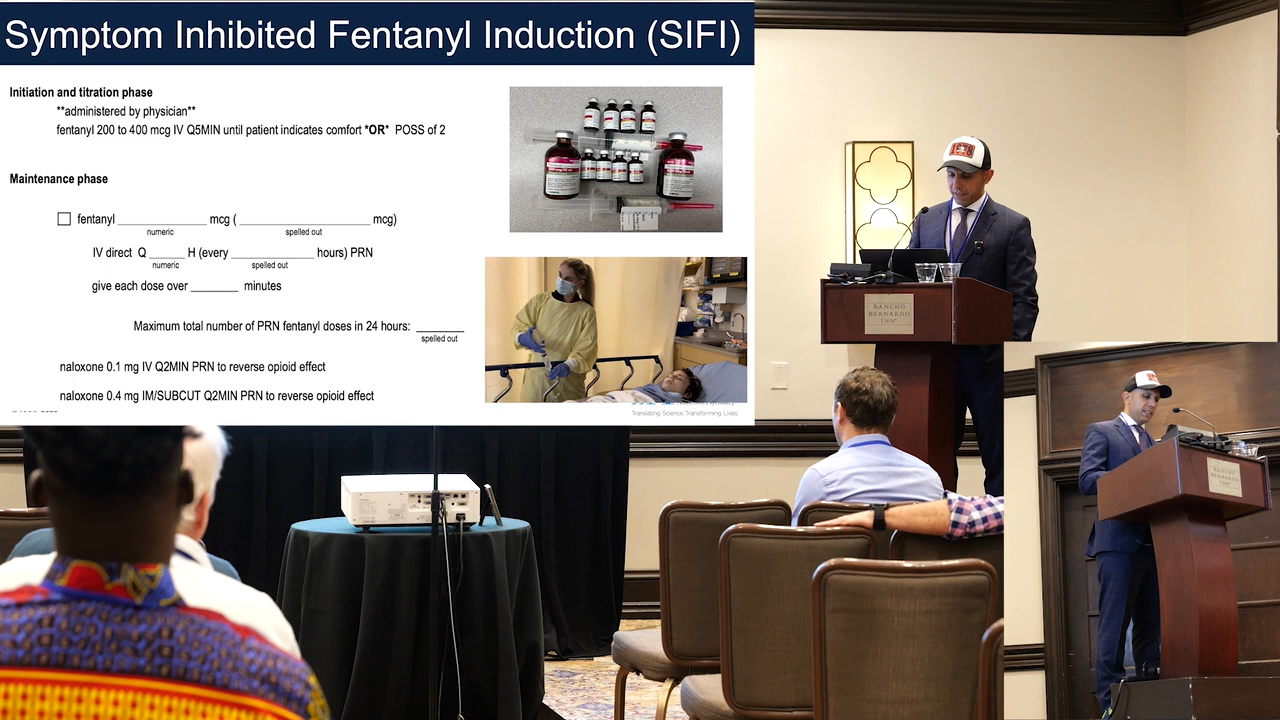 Symptom Inhibited Fentanyl Induction (SIFI)
Initiation and titration phase
**administered by physician**
fentanyl 200 to 400 mcg IV Q5MIN until patient indicates comfort *OR* POSS of 2
Maintenance phase
fentanyl ______________ mcg ( _____________________ mcg)
numeric spelled out
IV direct Q ______ H (every _____________ hours) PRN
numeric spelled out
give each dose over ________ minutes
Maximum total number of PRN fentanyl doses in 24 hours: ________
spelled out
naloxone 0.1 mg IV Q2MIN PRN to reverse opioid effect
naloxone 0.4 mg IM/SUBCUT Q2MIN PRN to reverse opioid effect
Translating Science. Transforming Lives.
RANCHO
BERNARDO
INN
RANCHO
BERNARDO
INN